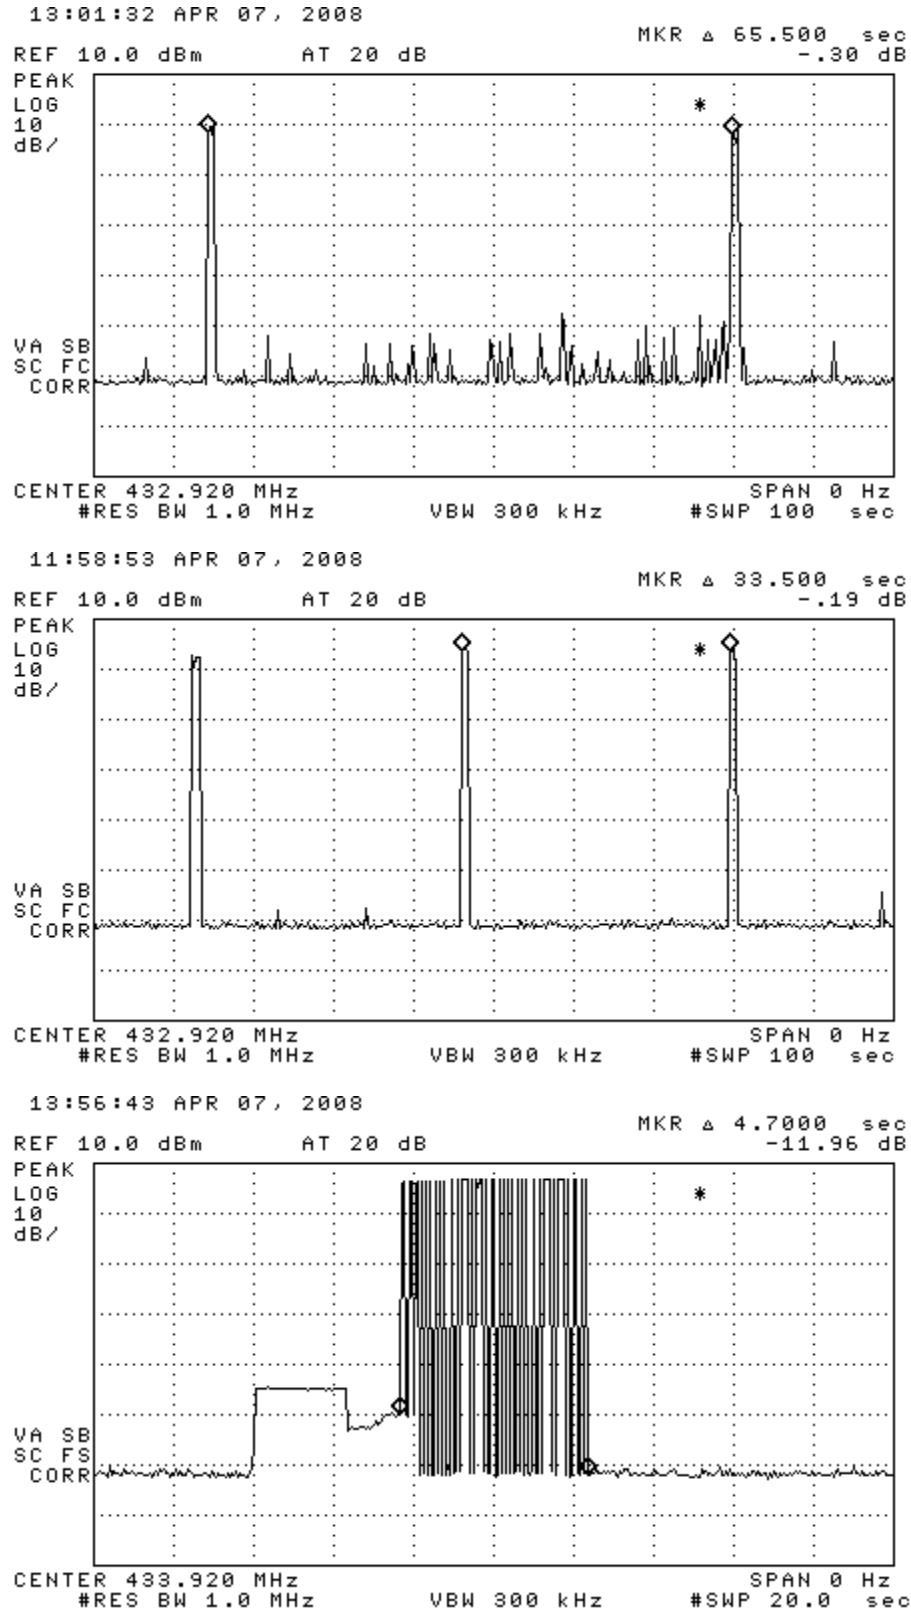 13:01:32 APR 07, 2008
MKR Δ 65.500 sec
REF 10.0 dBm AT 20 dB -.30 dB
PEAK
LOG
10
dB/
VA SB
SC FC
CORR
CENTER 432.920 MHz SPAN 0 Hz
#RES BW 1.0 MHz VBW 300 kHz #SWP 100 sec
11:58:53 APR 07, 2008
MKR Δ 33.500 sec
REF 10.0 dBm AT 20 dB -.19 dB
PEAK
LOG
10
dB/
VA SB
SC FC
CORR
CENTER 432.920 MHz SPAN 0 Hz
#RES BW 1.0 MHz VBW 300 kHz #SWP 100 sec
13:56:43 APR 07, 2008
MKR Δ 4.7000 sec
REF 10.0 dBm AT 20 dB -11.96 dB
PEAK
LOG
10
dB/
VA SB
SC FS
CORR
CENTER 433.920 MHz SPAN 0 Hz
#RES BW 1.0 MHz VBW 300 kHz #SWP 20.0 sec